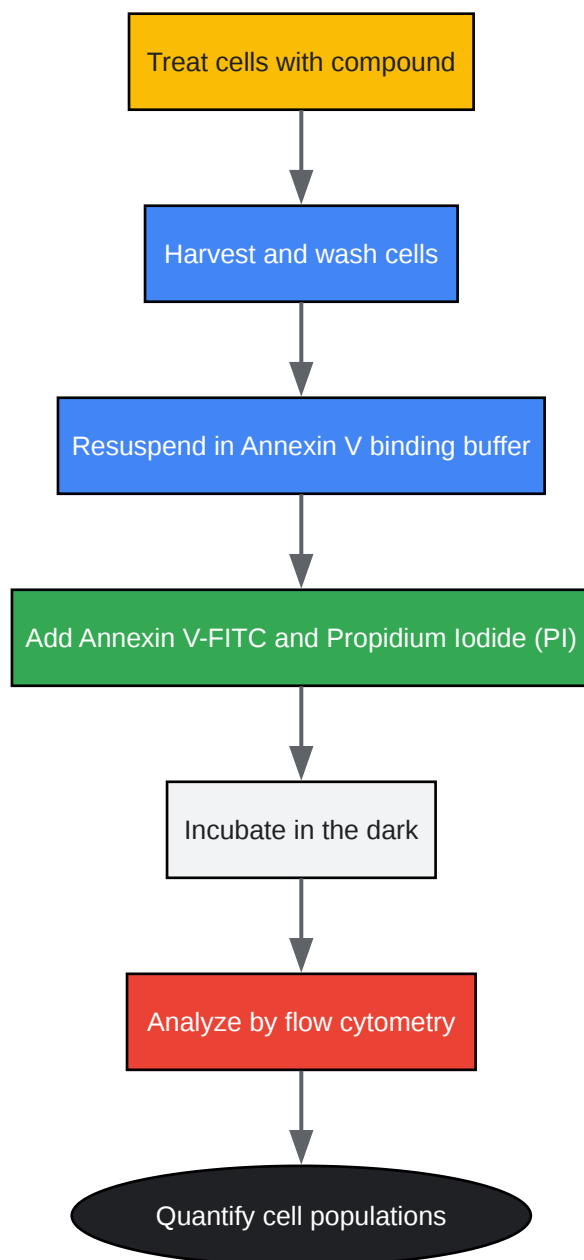 Treat cells with compound
Harvest and wash cells
Resuspend in Annexin V binding buffer
Add Annexin V-FITC and Propidium Iodide (PI)
Incubate in the dark
Analyze by flow cytometry
Quantify cell populations